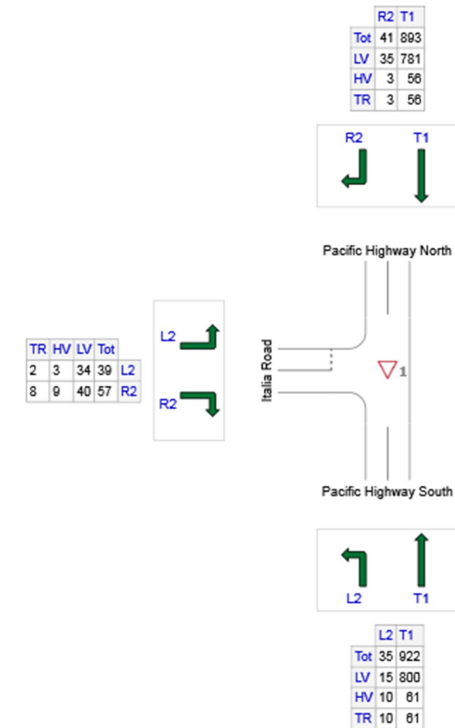 R2 T1
Tot 41 893
LV 35 781
HV 3 56
TR 3 56
R2 T1
Pacific Highway North
TR HV LV Tot
2 3 34 39 L2
8 9 40 57 R2
L2
R2
Italia Road
1
Pacific Highway South
L2 T1
L2 T1
Tot 35 922
LV 15 800
HV 10 61
TR 10 61